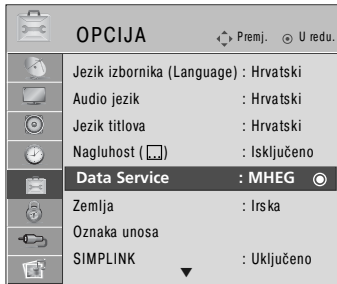 OPCIJA Premj. U redu.
Jezik izbornika (Language) : Hrvatski
Audio jezik : Hrvatski
Jezik titlova : Hrvatski
Nagluhost ( ) : Isključeno
Data Service : MHEG
Zemlja : Irska
Oznaka unosa
SIMPLINK : Uključeno